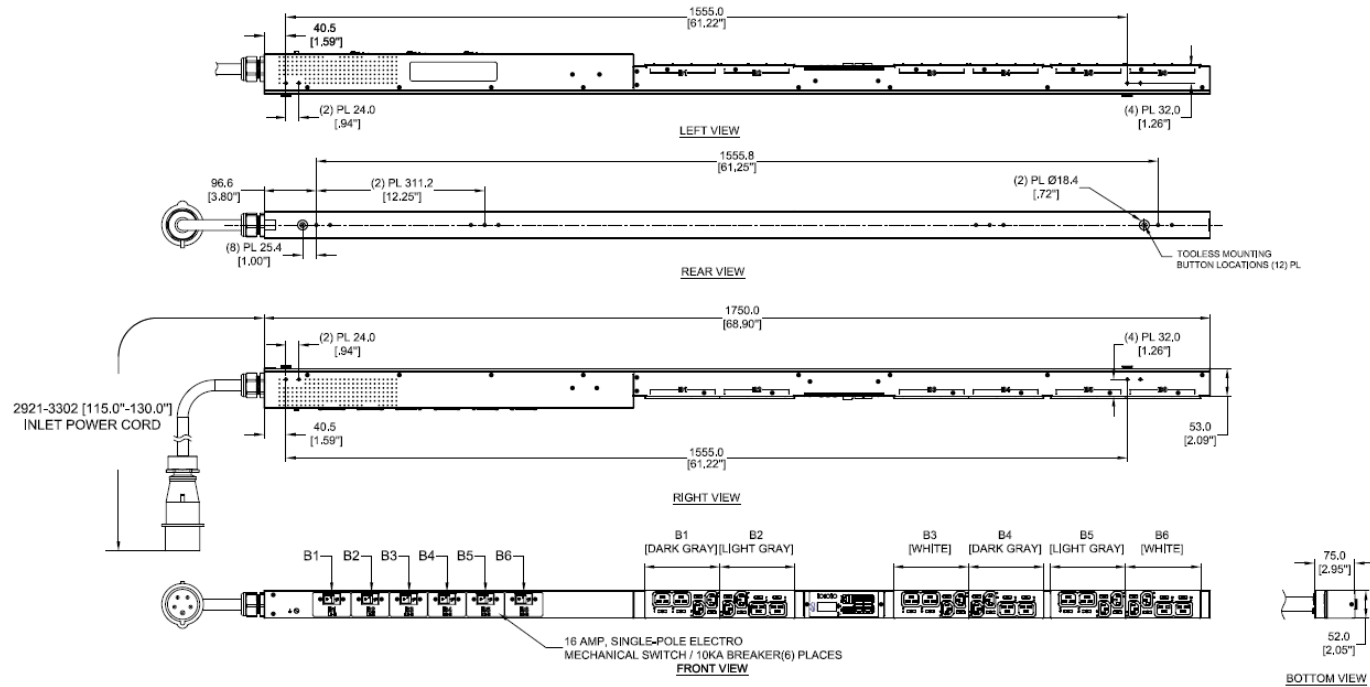 1555.0
[61.22"]
40.5
[1.59"]
(2) PL 24.0
[.94"]
(4) PL 32.0
[1.26"]
LEFT VIEW
1555.8
[61.25"]
96.6
[3.80"]
(2) PL 311.2
[12.25"]
(2) PL Ø18.4
[.72"]
(8) PL 25.4
[1.00"]
TOOLESS MOUNTING
BUTTON LOCATIONS (12) PL
REAR VIEW
1750.0
[68.90"]
(2) PL 24.0
[.94"]
(4) PL 32.0
[1.26"]
B1 B2 B3 B4 B5 B6
2921-3302 [115.0"-130.0"]
INLET POWER CORD
40.5
[1.59"]
53.0
[2.09"]
1555.0
[61.22"]
RIGHT VIEW
B1 B2 B3 B4 B5 B6
B1
[DARK GRAY]
B2
[LIGHT GRAY]
B3
[WHITE]
B4
[DARK GRAY]
B5
[LIGHT GRAY]
B6
[WHITE]
16 AMP, SINGLE-POLE ELECTRO
MECHANICAL SWITCH / 10KA BREAKER(6) PLACES
FRONT VIEW
75.0
[2.95"]
52.0
[2.05"]
BOTTOM VIEW